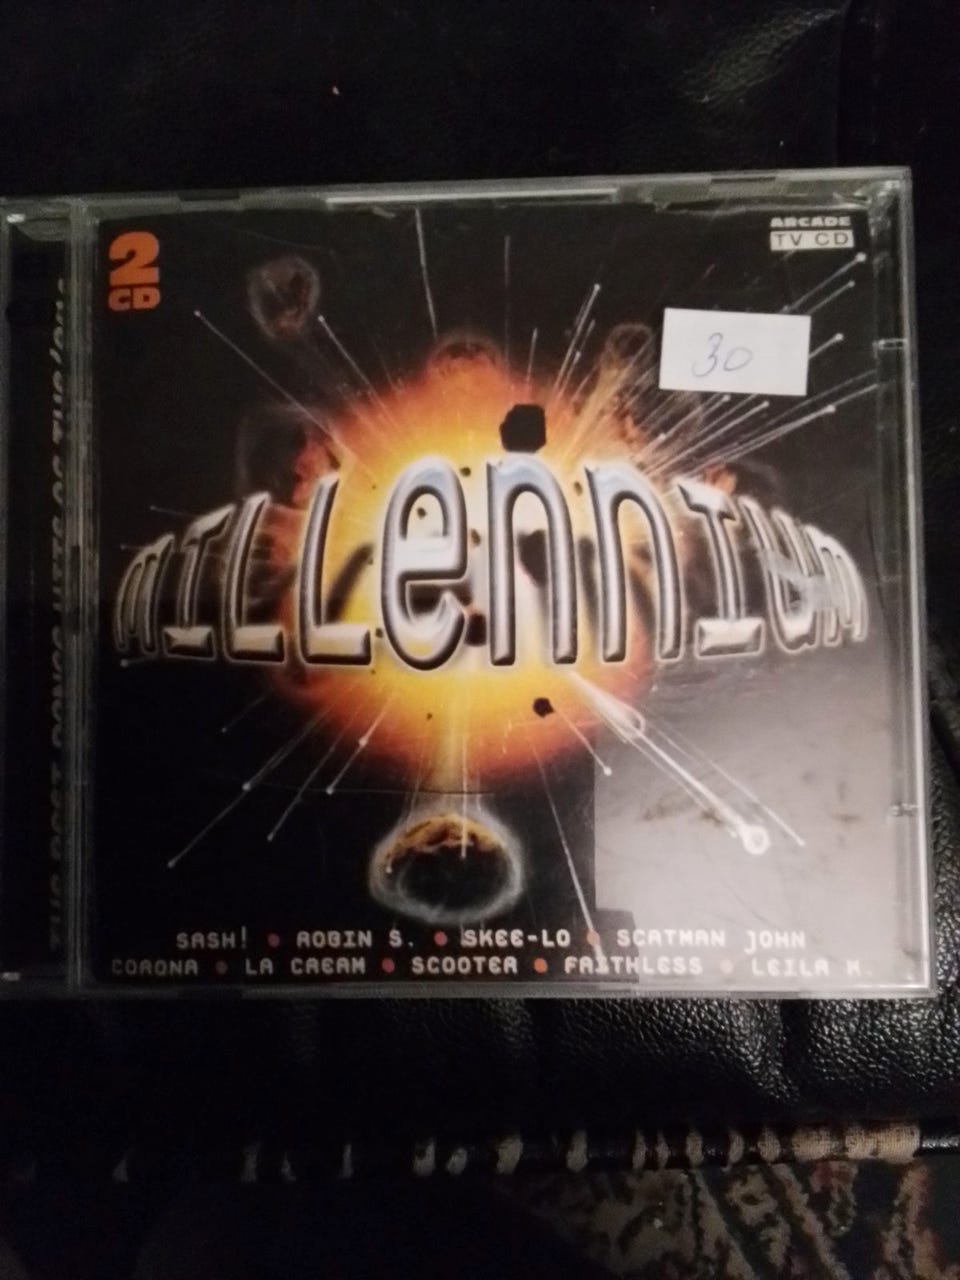 2
CD
ARCADE
TV CD
30
MILLennIUM
SASH! • ROBIN S. • SKEE-LO • SCATMAN JOHN
CORONA • LA CREAM • SCOOTER • FAITHLESS • LEILA K.